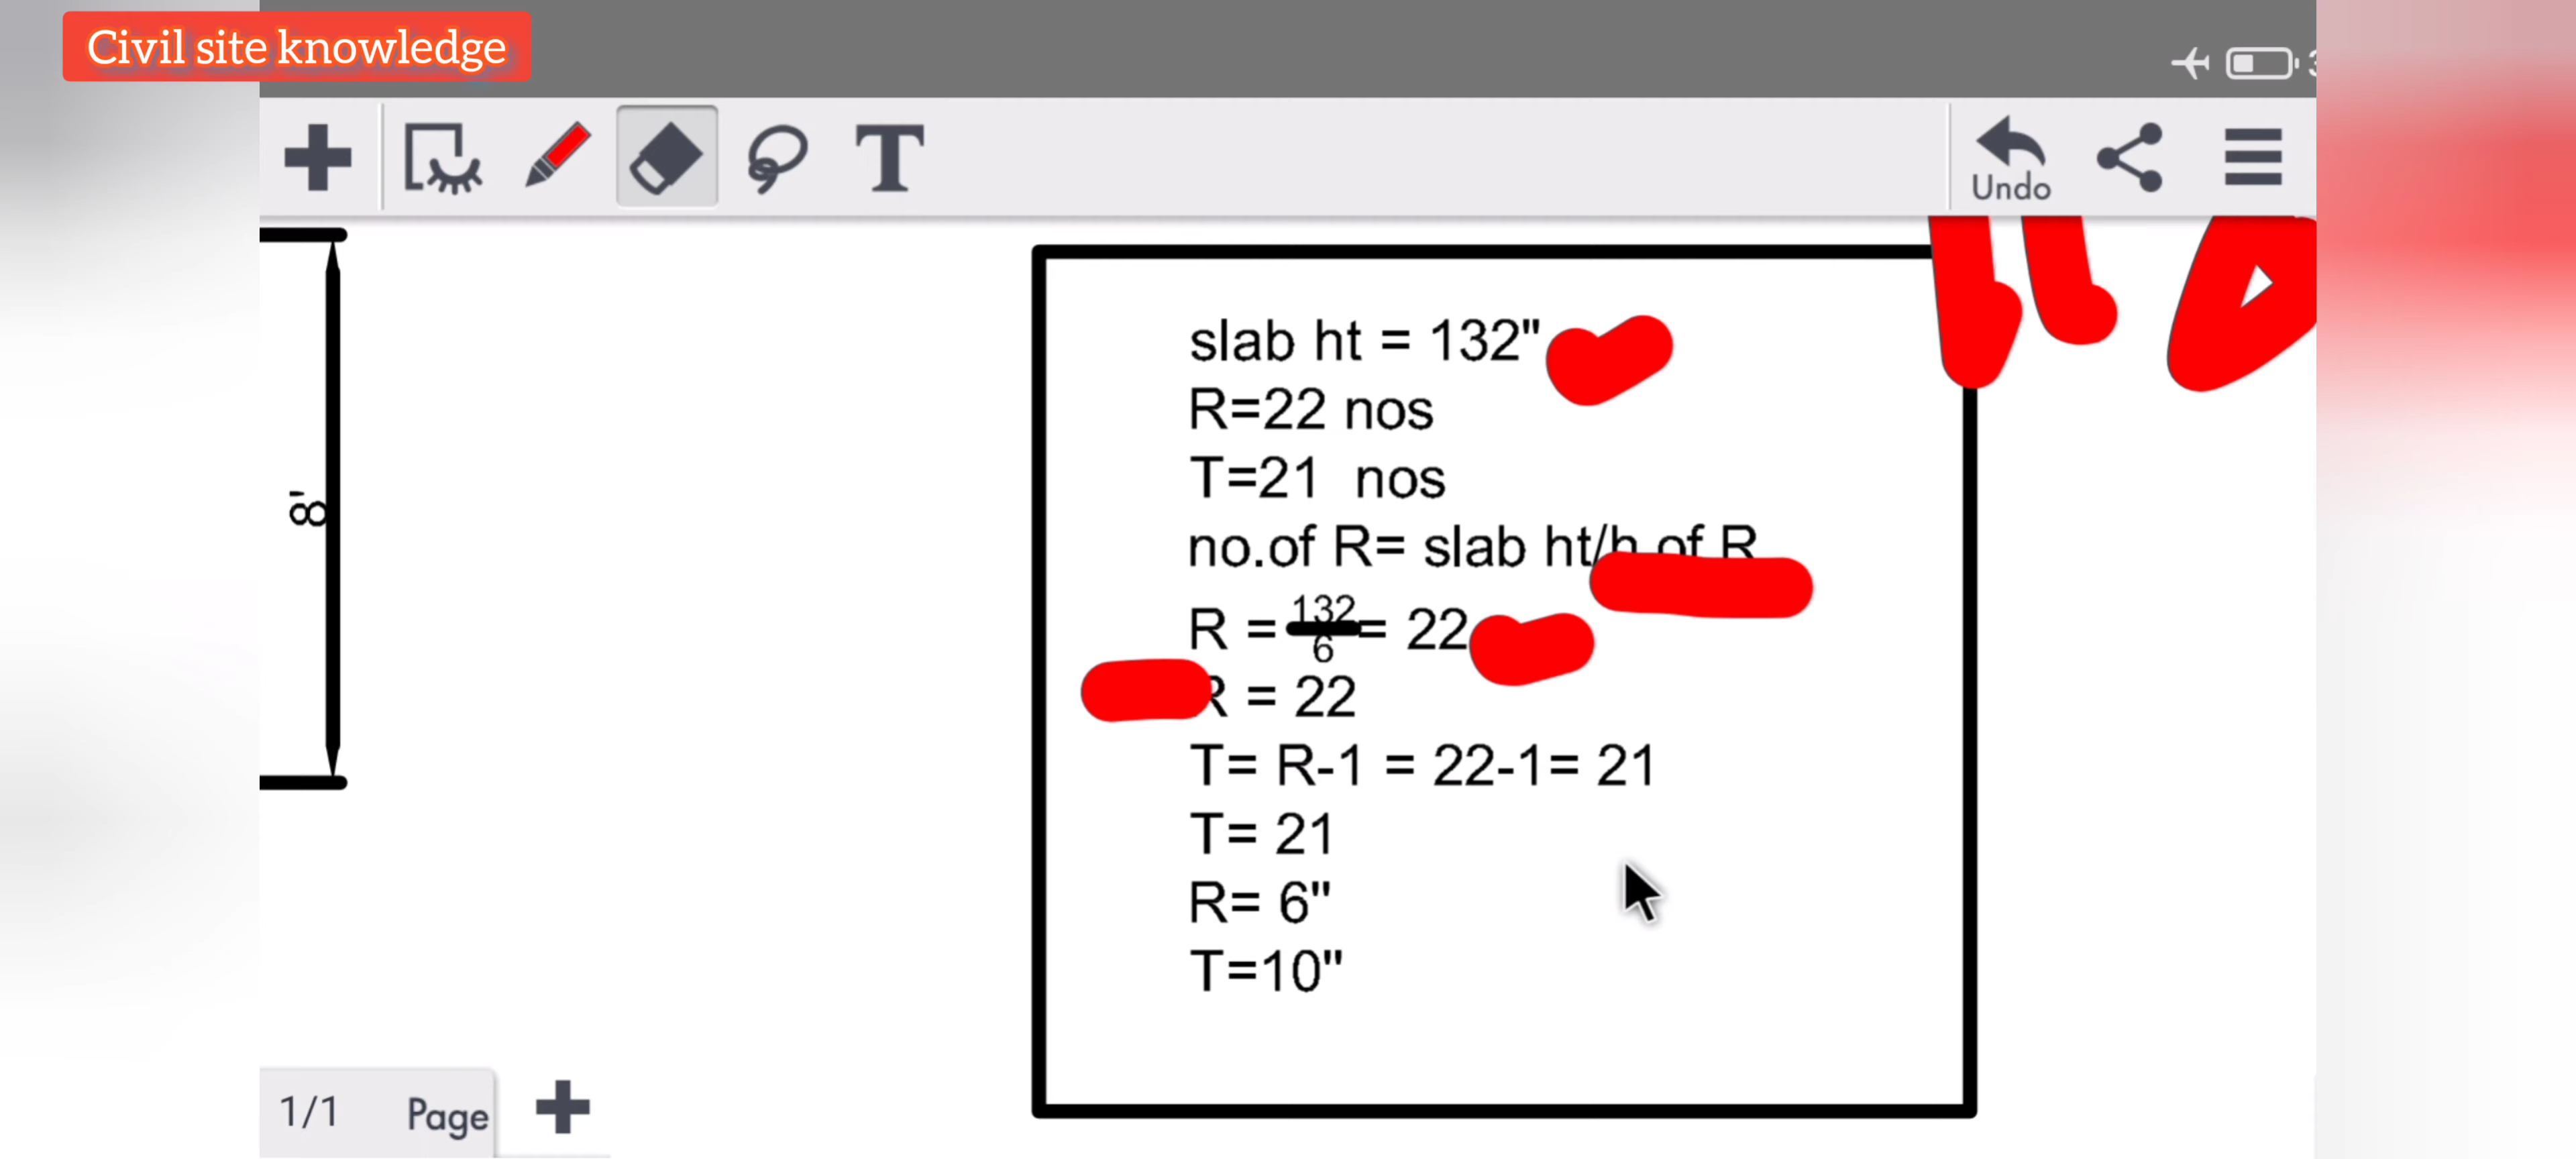 Civil site knowledge
Undo
8'
slab ht = 132"
R=22 nos
T=21 nos
no.of R= slab ht/h of R
R = 132/6 = 22
R = 22
T= R-1 = 22-1= 21
T= 21
R= 6"
T=10"
1/1 Page